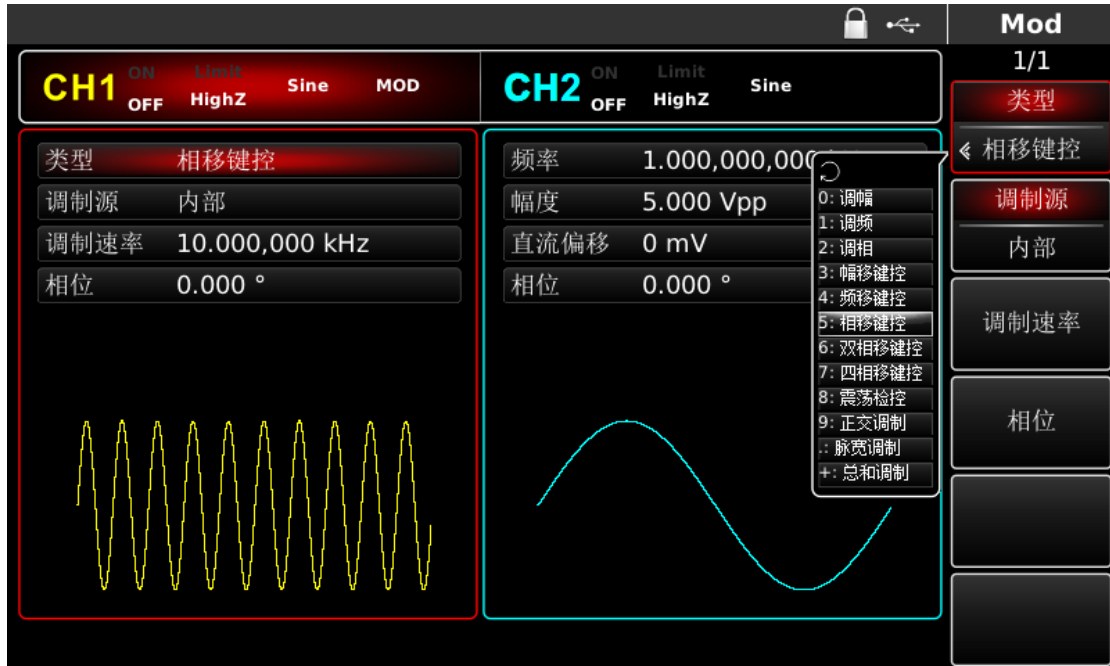 Mod
1/1
CH1 ON OFF Limit HighZ Sine MOD
CH2 ON OFF Limit HighZ Sine
类型 相移键控
调制源 内部
调制速率 10.000,000 kHz
相位 0.000 °
频率 1.000,000,000
幅度 5.000 Vpp
直流偏移 0 mV
相位 0.000 °
0: 调幅
1: 调频
2: 调相
3: 幅移键控
4: 频移键控
5: 相移键控
6: 双相移键控
7: 四相移键控
8: 震荡检控
9: 正交调制
.: 脉宽调制
+: 总和调制
类型
相移键控
调制源
内部
调制速率
相位